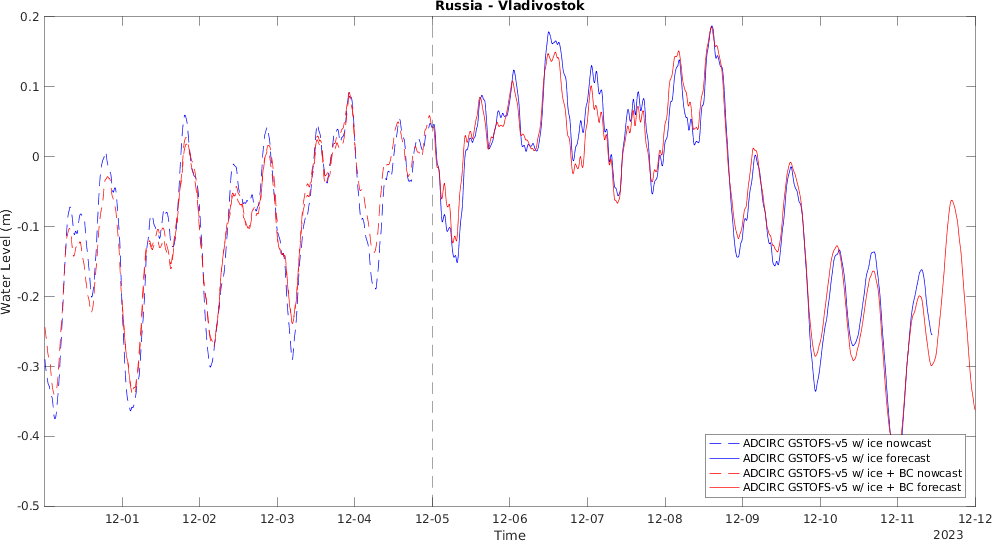 Russia - Vladivostok
0.2
0.1
0
-0.1
-0.2
-0.3
-0.4
-0.5
Water Level (m)
ADCIRC GSTOFS-v5 w/ ice nowcast
ADCIRC GSTOFS-v5 w/ ice forecast
ADCIRC GSTOFS-v5 w/ ice + BC nowcast
ADCIRC GSTOFS-v5 w/ ice + BC forecast
12-01 12-02 12-03 12-04 12-05 12-06 12-07 12-08 12-09 12-10 12-11 12-12
Time
2023